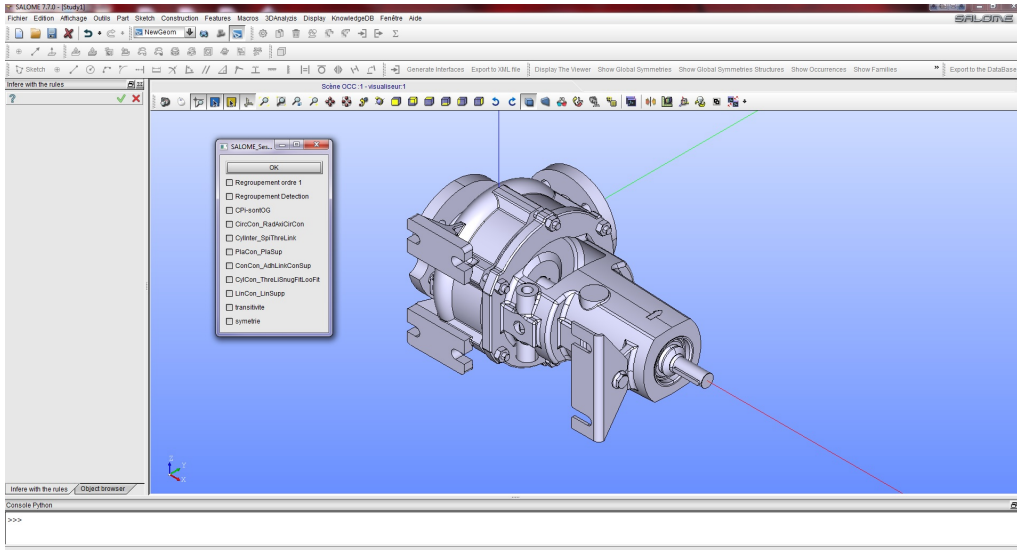 SALOME 7.7.0 - [Study1]
Fichier Edition Affichage Outils Part Sketch Construction Features Macros 3DAnalysis Display KnowledgeDB Fenêtre Aide
SALOME
NewGeom
Sketch Generate Interfaces Export to XML file Display The Viewer Show Global Symmetries Show Global Symmetries Structures Show Occurrences Show Families » Export to the DataBase
Infere with the rules
Scène OCC :1 - visualiseur:1
SALOME_Ses...
OK
Regroupement ordre 1
Regroupement Detection
CPi-sontOG
CircCon_RadAxiCirCon
CylInter_SpiThreLink
PlaCon_PlaSup
ConCon_AdhLinkConSup
CylCon_ThreLiSnugFitLooFit
LinCon_LinSupp
transitivite
symetrie
Z
Y
X
Infere with the rules Object browser
Console Python
>>>